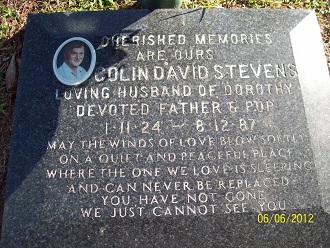 CHERISHED MEMORIES
ARE OURS
COLIN DAVID STEVENS
LOVING HUSBAND OF DOROTHY
DEVOTED FATHER & POP
1·11·24 — 8·12·87
MAY THE WINDS OF LOVE BLOW SOFTLY
ON A QUIET AND PEACEFUL PLACE
WHERE THE ONE WE LOVE IS SLEEPING
AND CAN NEVER BE REPLACED
YOU HAVE NOT GONE
WE JUST CANNOT SEE YOU
06/06/2012